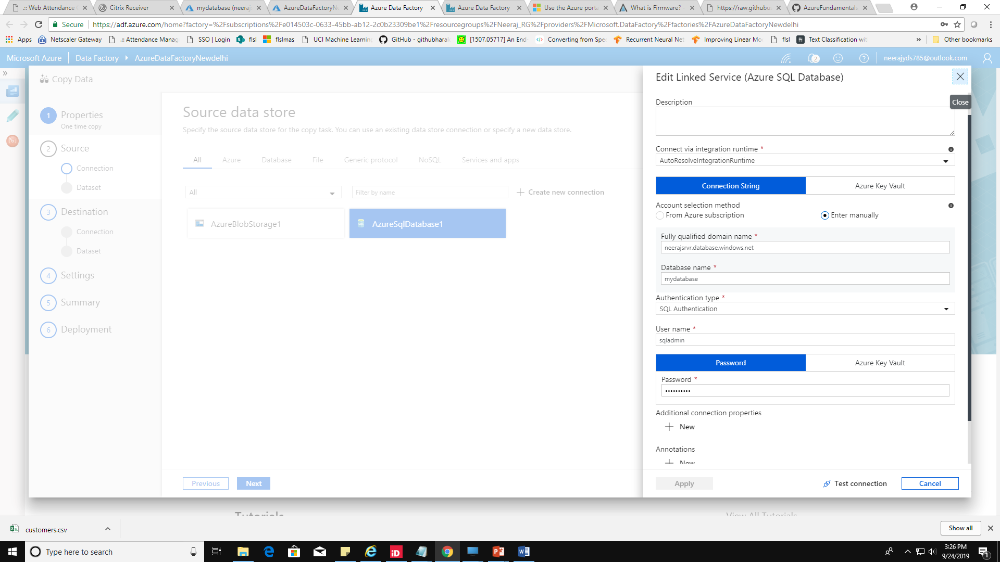 .:: Web Attendance
Citrix Receiver
mydatabase (neeraj
AzureDataFactoryN
Azure Data Factory
Azure Data Factory
Use the Azure porta
What is Firmware? -
https://raw.githubu
AzureFundamentals
Secure
https://adf.azure.com/home?factory=%2Fsubscriptions%2Fe014503c-0633-45bb-ab12-2c0b23309be1%2Fresourcegroups%2FNeeraj_RG%2Fproviders%2FMicrosoft.DataFactory%2Ffactories%2FAzureDataFactoryNewdelhi
Apps
Netscaler Gateway
.:: Attendance Manag
SSO | Login
flsl
flslmas
UCI Machine Learning
GitHub - githubharal
[1507.05717] An End-
Converting from Spe
Recurrent Neural Net
Improving Linear Mo
flsl
Text Classification wit
»
Other bookmarks
Microsoft Azure
Data Factory
AzureDataFactoryNewdelhi
2
neerajyds785@outlook.com
Copy Data
1 Properties
One time copy
2 Source
Connection
Dataset
3 Destination
Connection
Dataset
4 Settings
5 Summary
6 Deployment
Source data store
Specify the source data store for the copy task. You can use an existing data store connection or specify a new data store.
All Azure Database File Generic protocol NoSQL Services and apps
All
Filter by name
Create new connection
AzureBlobStorage1
AzureSqlDatabase1
Previous
Next
Edit Linked Service (Azure SQL Database)
Close
Description
Connect via integration runtime *
AutoResolveIntegrationRuntime
Connection String
Azure Key Vault
Account selection method
From Azure subscription
Enter manually
Fully qualified domain name *
neerajsrvr.database.windows.net
Database name *
mydatabase
Authentication type *
SQL Authentication
User name *
sqladmin
Password
Azure Key Vault
Password *
••••••••••
Additional connection properties
New
Annotations
New
Apply
Test connection
Cancel
Tutorials
View All Tutorials
customers.csv
Show all
Type here to search
3:26 PM
9/24/2019
1